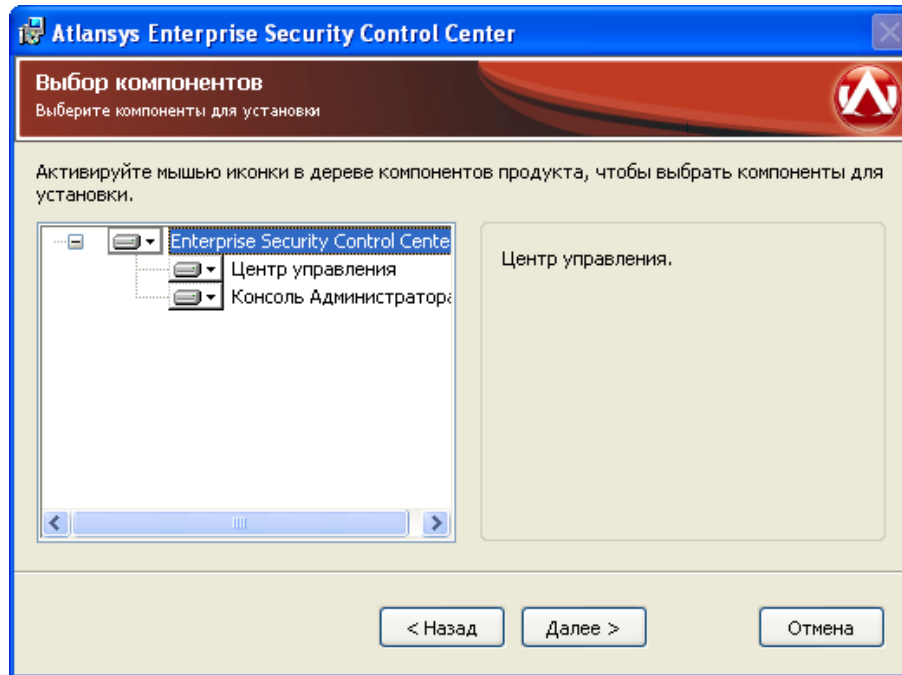 Atlansys Enterprise Security Control Center
Выбор компонентов
Выберите компоненты для установки
Активируйте мышью иконки в дереве компонентов продукта, чтобы выбрать компоненты для
установки.
Enterprise Security Control Cente
Центр управления
Консоль Администратора
Центр управления.
< Назад
Далее >
Отмена